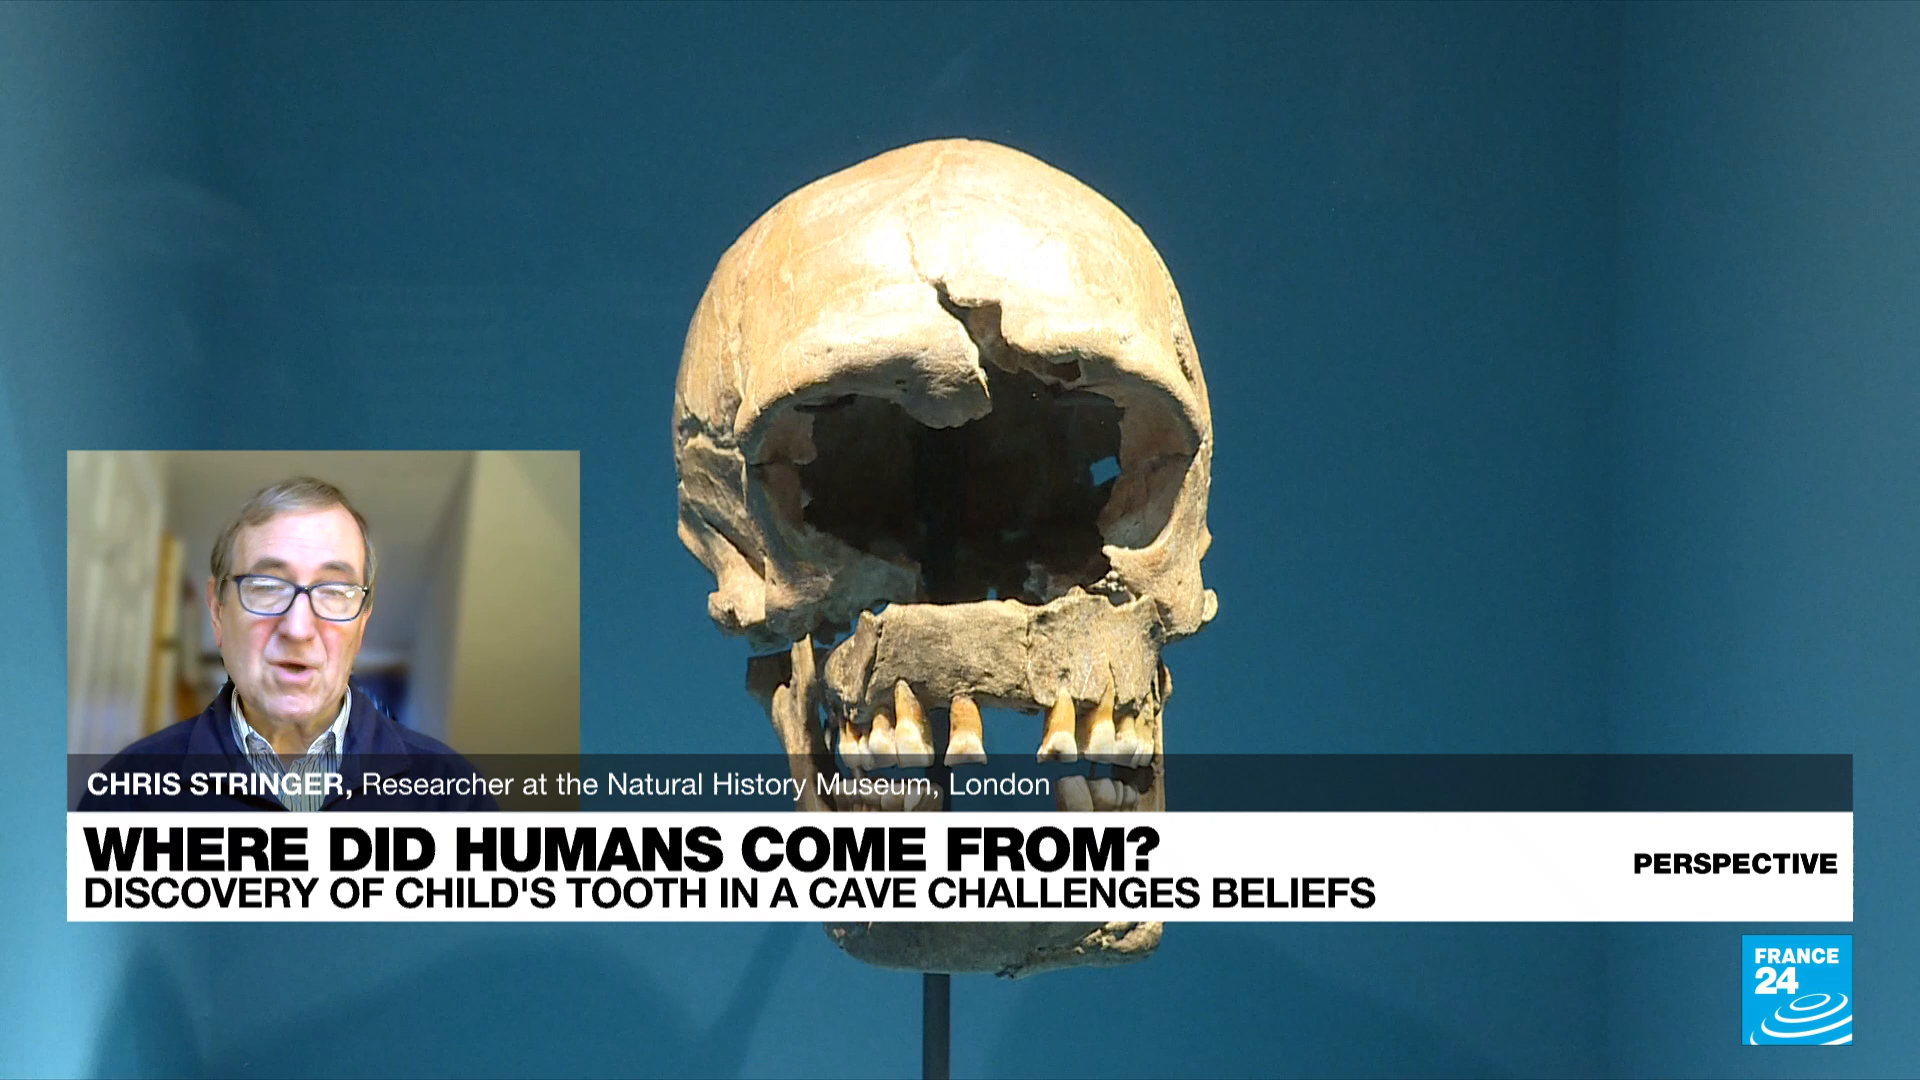 CHRIS STRINGER, Researcher at the Natural History Museum, London
WHERE DID HUMANS COME FROM?
DISCOVERY OF CHILD'S TOOTH IN A CAVE CHALLENGES BELIEFS
PERSPECTIVE
FRANCE
24